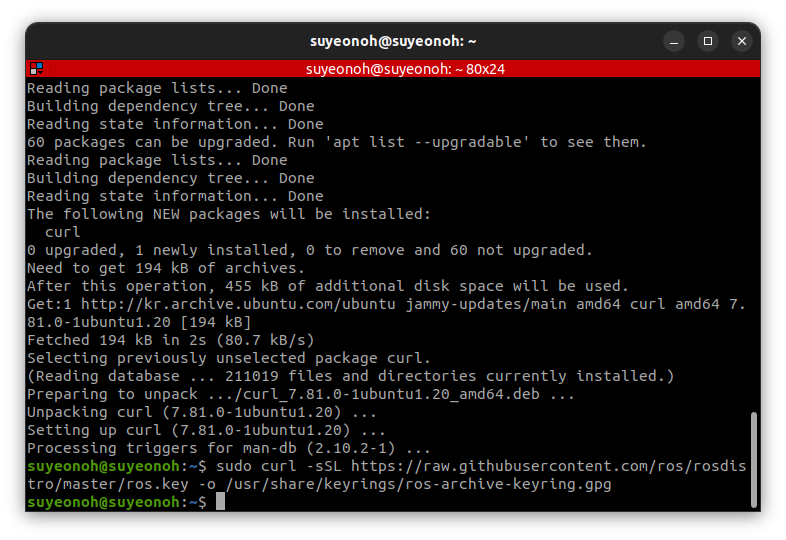 suyeonoh@suyeonoh: ~
suyeonoh@suyeonoh: ~ 80x24
Reading package lists... Done
Building dependency tree... Done
Reading state information... Done
60 packages can be upgraded. Run 'apt list --upgradable' to see them.
Reading package lists... Done
Building dependency tree... Done
Reading state information... Done
The following NEW packages will be installed:
  curl
0 upgraded, 1 newly installed, 0 to remove and 60 not upgraded.
Need to get 194 kB of archives.
After this operation, 455 kB of additional disk space will be used.
Get:1 http://kr.archive.ubuntu.com/ubuntu jammy-updates/main amd64 curl amd64 7.
81.0-1ubuntu1.20 [194 kB]
Fetched 194 kB in 2s (80.7 kB/s)
Selecting previously unselected package curl.
(Reading database ... 211019 files and directories currently installed.)
Preparing to unpack .../curl_7.81.0-1ubuntu1.20_amd64.deb ...
Unpacking curl (7.81.0-1ubuntu1.20) ...
Setting up curl (7.81.0-1ubuntu1.20) ...
Processing triggers for man-db (2.10.2-1) ...
suyeonoh@suyeonoh:~$ sudo curl -sSL https://raw.githubusercontent.com/ros/rosdis
tro/master/ros.key -o /usr/share/keyrings/ros-archive-keyring.gpg
suyeonoh@suyeonoh:~$